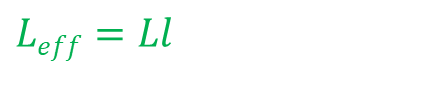 L_eff = Ll